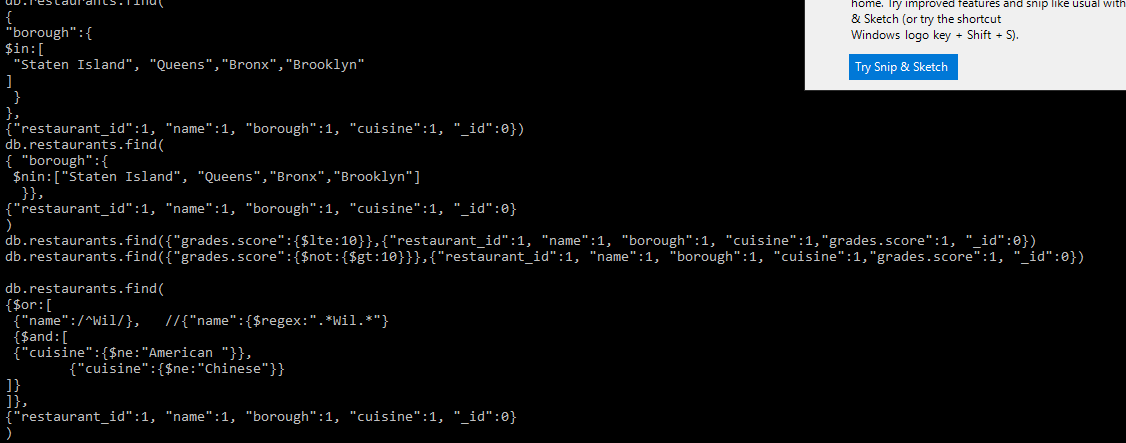 db.restaurants.find(
{
"borough":{
$in:[
 "Staten Island", "Queens","Bronx","Brooklyn"
]
 }
},
{"restaurant_id":1, "name":1, "borough":1, "cuisine":1, "_id":0})
db.restaurants.find(
{ "borough":{
 $nin:["Staten Island", "Queens","Bronx","Brooklyn"]
  }},
{"restaurant_id":1, "name":1, "borough":1, "cuisine":1, "_id":0}
)
db.restaurants.find({"grades.score":{$lte:10}},{"restaurant_id":1, "name":1, "borough":1, "cuisine":1,"grades.score":1, "_id":0})
db.restaurants.find({"grades.score":{$not:{$gt:10}}},{"restaurant_id":1, "name":1, "borough":1, "cuisine":1,"grades.score":1, "_id":0})
db.restaurants.find(
{$or:[
 {"name":/^Wil/},   //{"name":{$regex:".*Wil.*"}
 {$and:[
 {"cuisine":{$ne:"American "}},
        {"cuisine":{$ne:"Chinese"}}
]}
]},
{"restaurant_id":1, "name":1, "borough":1, "cuisine":1, "_id":0}
)
home. Try improved features and snip like usual with
& Sketch (or try the shortcut
Windows logo key + Shift + S).
Try Snip & Sketch